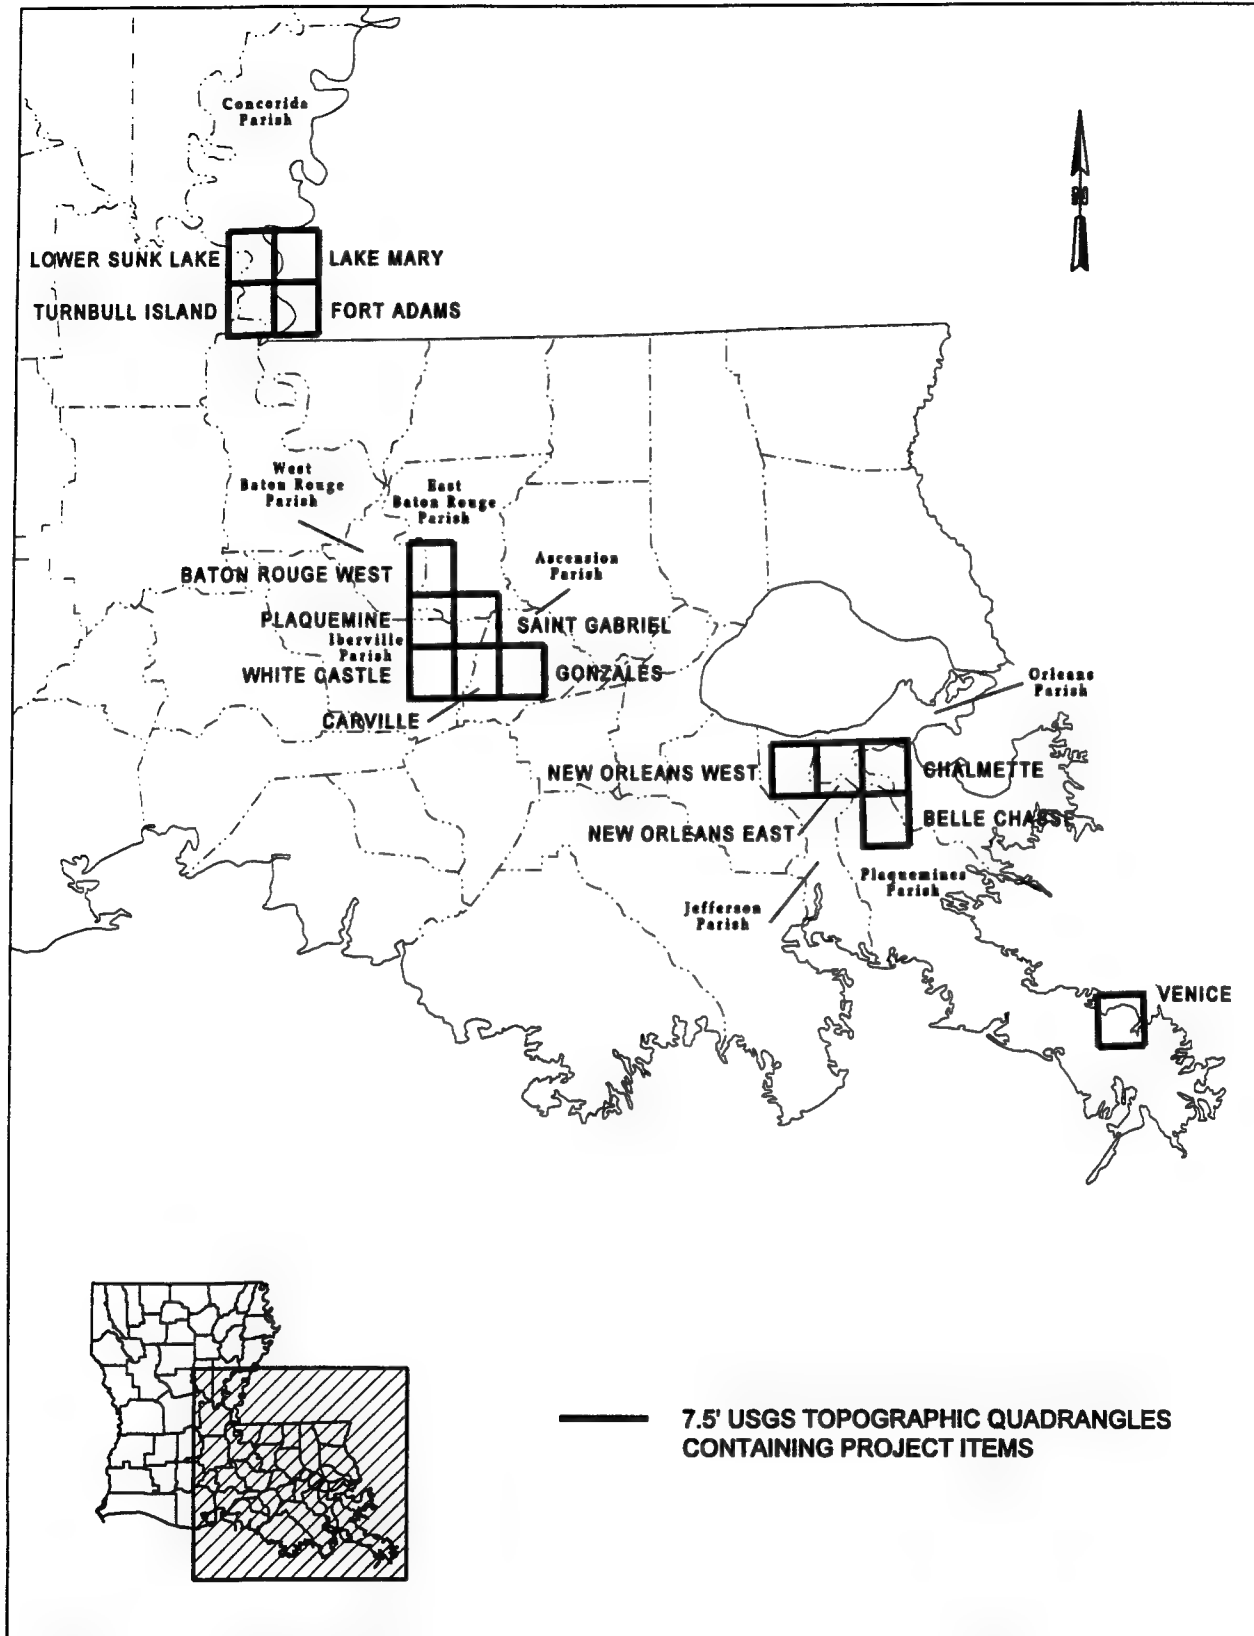 Concorida
Parish
LOWER SUNK LAKE
LAKE MARY
TURNBULL ISLAND
FORT ADAMS
West
Baton Rouge
Parish
East
Baton Rouge
Parish
Ascension
Parish
BATON ROUGE WEST
PLAQUEMINE
SAINT GABRIEL
Iberville
Parish
WHITE CASTLE
GONZALES
CARVILLE
Orleans
Parish
NEW ORLEANS WEST
CHALMETTE
NEW ORLEANS EAST
BELLE CHASSE
Plaquemines
Parish
Jefferson
Parish
VENICE
7.5' USGS TOPOGRAPHIC QUADRANGLES
CONTAINING PROJECT ITEMS